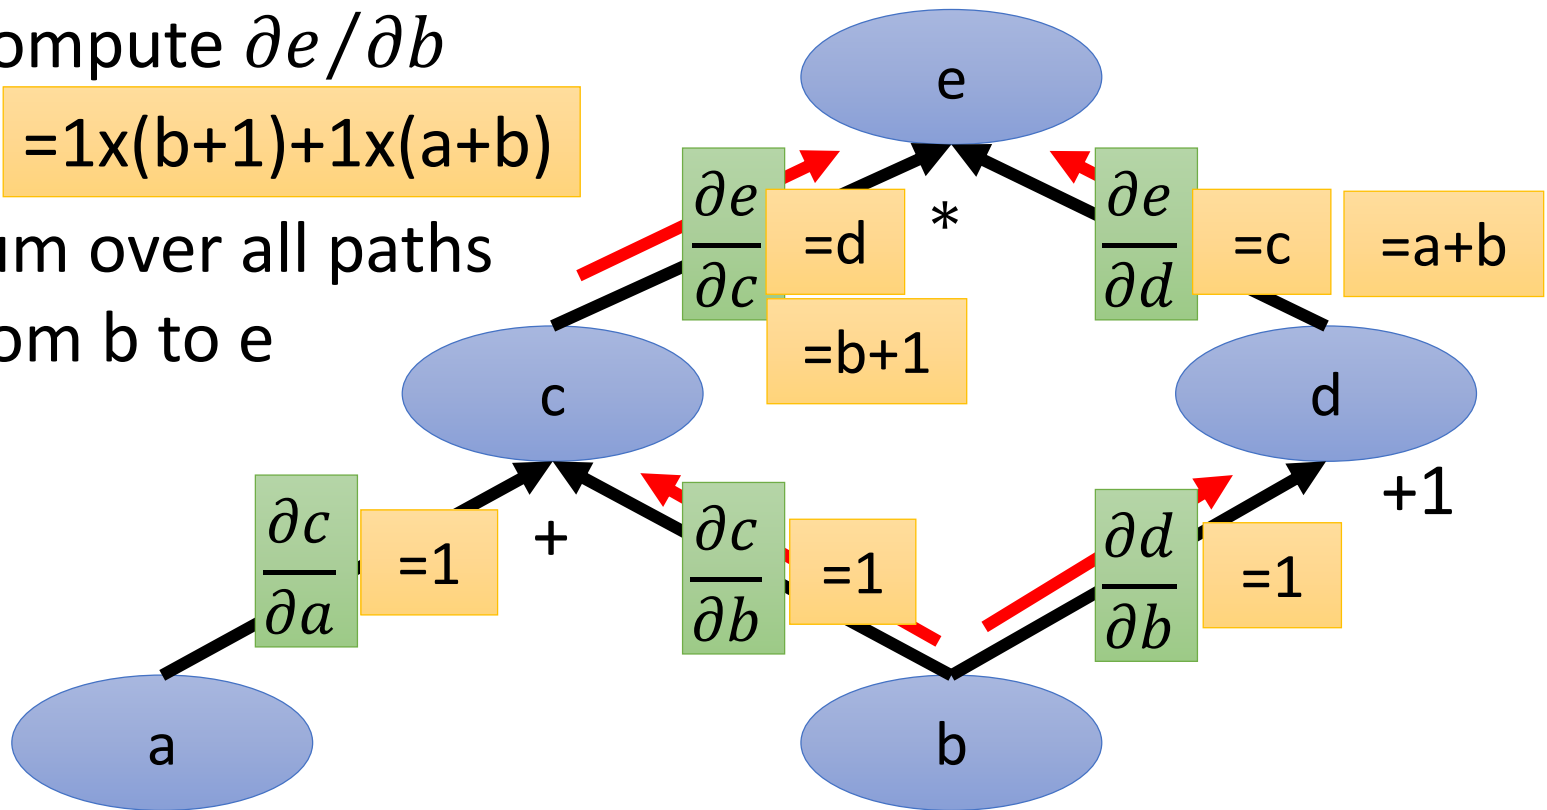 ompute ∂e/∂b
=1x(b+1)+1x(a+b)
um over all paths
om b to e
e
∂e
∂c
=d
=b+1
*
∂e
∂d
=c
=a+b
c
d
∂c
∂a
=1
+
∂c
∂b
=1
∂d
∂b
=1
+1
a
b